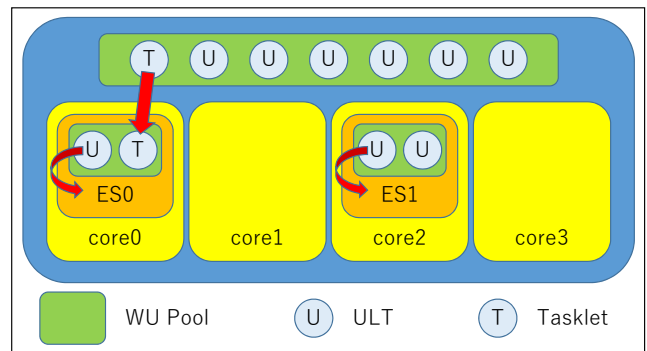 T U U U U U U
U T U U
ES0 ES1
core0 core1 core2 core3
WU Pool U ULT T Tasklet